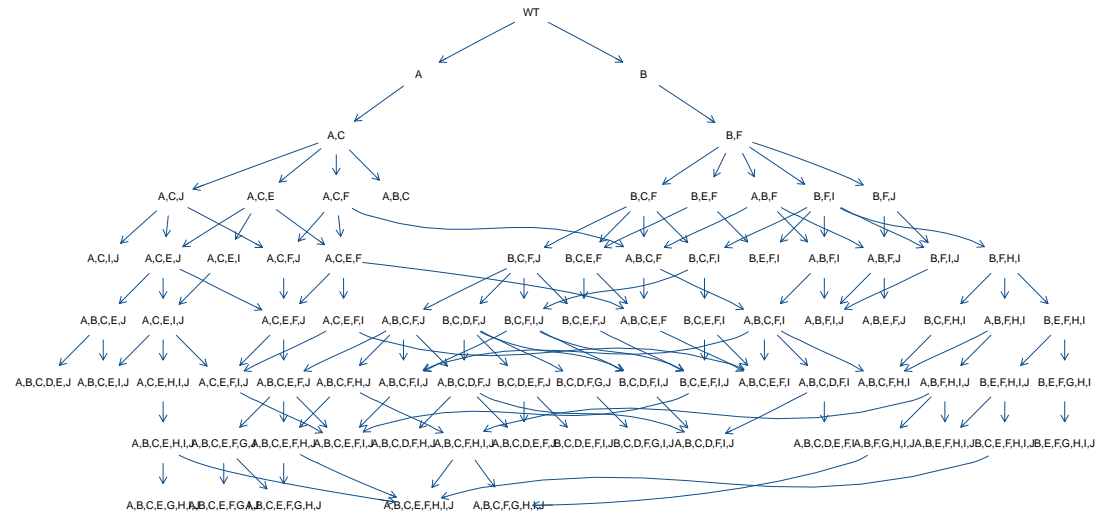 WT
A B
A,C B,F
A,C,J A,C,E A,C,F A,B,C B,C,F B,E,F A,B,F B,F,I B,F,J
A,C,I,J A,C,E,J A,C,E,I A,C,F,J A,C,E,F B,C,F,J B,C,E,F A,B,C,F B,C,F,I B,E,F,I A,B,F,I A,B,F,J B,F,I,J B,F,H,I
A,B,C,E,J A,C,E,I,J A,C,E,F,J A,C,E,F,I A,B,C,F,J B,C,D,F,J B,C,F,I,J B,C,E,F,J A,B,C,E,F B,C,E,F,I A,B,C,F,I A,B,F,I,J A,B,E,F,J B,C,F,H,I A,B,F,H,I B,E,F,H,I
A,B,C,D,E,J A,B,C,E,I,J A,C,E,H,I,J A,C,E,F,I,J A,B,C,E,F,J A,B,C,F,H,J A,B,C,F,I,J A,B,C,D,F,J B,C,D,E,F,J B,C,D,F,G,J B,C,D,F,I,J B,C,E,F,I,J A,B,C,E,F,I A,B,C,D,F,I A,B,C,F,H,I A,B,F,H,I,J B,E,F,H,I,J B,E,F,G,H,I
A,B,C,E,H,I,J A,B,C,E,F,G,J A,B,C,E,F,H,J A,B,C,E,F,I,J A,B,C,D,F,H,J A,B,C,F,H,I,J A,B,C,D,E,F,J B,C,D,E,F,I,J B,C,D,F,G,I,J A,B,C,D,F,I,J A,B,C,D,E,F,I A,B,F,G,H,I,J A,B,E,F,H,I,J B,C,E,F,H,I,J B,E,F,G,H,I,J
A,B,C,E,G,H,I,J A,B,C,E,F,G,H,J A,B,C,E,F,H,I,J A,B,C,F,G,H,I,J